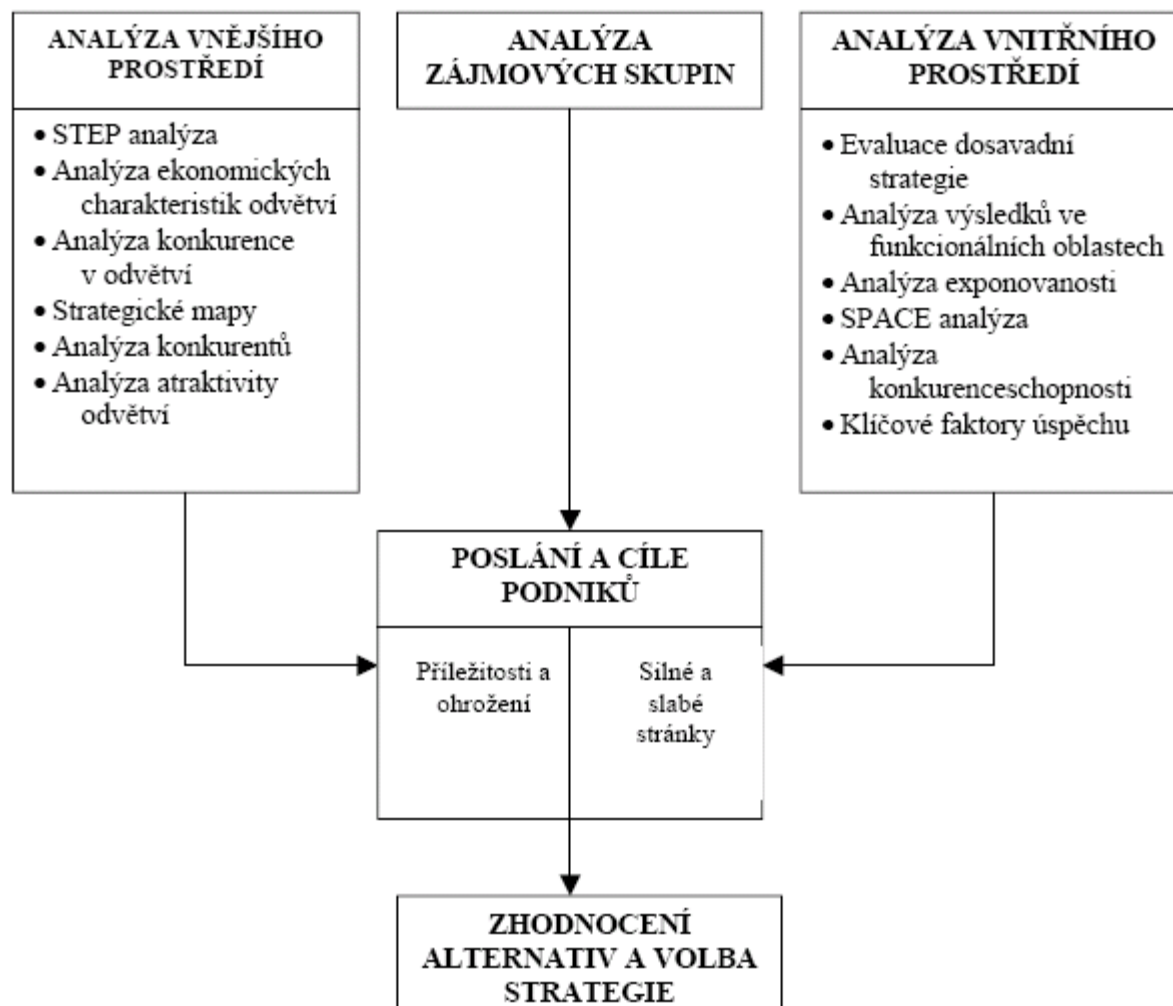 ANALÝZA VNĚJŠÍHO
PROSTŘEDÍ
• STEP analýza
• Analýza ekonomických
charakteristik odvětví
• Analýza konkurence
v odvětví
• Strategické mapy
• Analýza konkurentů
• Analýza atraktivity
odvětví
ANALÝZA
ZÁJMOVÝCH SKUPIN
ANALÝZA VNITŘNÍHO
PROSTŘEDÍ
• Evaluace dosavadní
strategie
• Analýza výsledků ve
funkcionálních oblastech
• Analýza exponovanosti
• SPACE analýza
• Analýza
konkurenceschopnosti
• Klíčové faktory úspěchu
POSLÁNÍ A CÍLE
PODNIKŮ
Příležitosti a
ohrožení
Silné a
slabé
stránky
ZHODNOCENÍ
ALTERNATIV A VOLBA
STRATEGIE